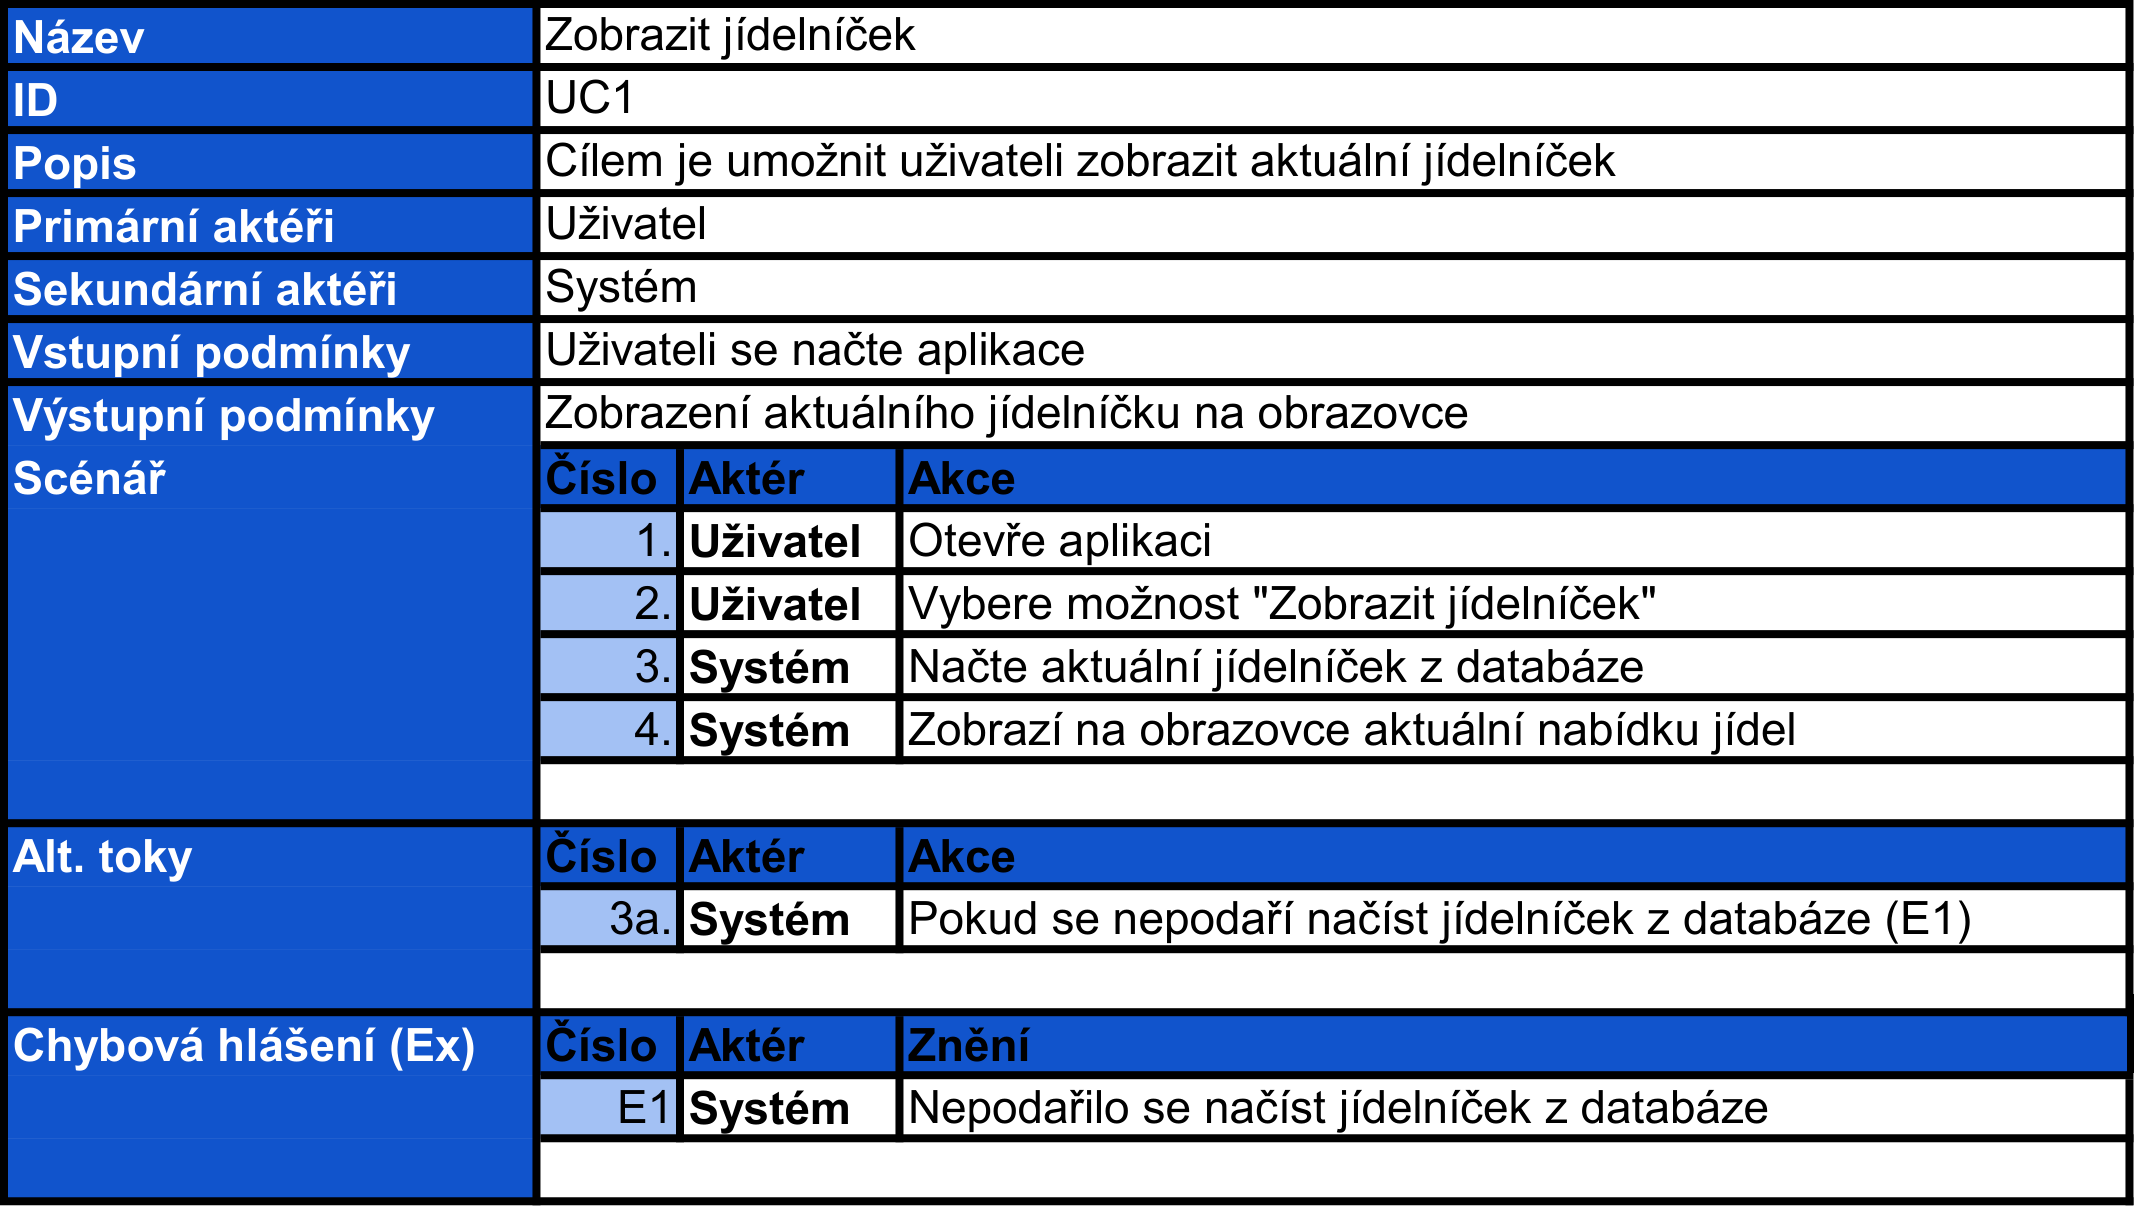 Název Zobrazit jídelníček
ID UC1
Popis Cílem je umožnit uživateli zobrazit aktuální jídelníček
Primární aktéři Uživatel
Sekundární aktéři Systém
Vstupní podmínky Uživateli se načte aplikace
Výstupní podmínky Zobrazení aktuálního jídelníčku na obrazovce
Scénář Číslo Aktér Akce
1. Uživatel Otevře aplikaci
2. Uživatel Vybere možnost "Zobrazit jídelníček"
3. Systém Načte aktuální jídelníček z databáze
4. Systém Zobrazí na obrazovce aktuální nabídku jídel
Alt. toky Číslo Aktér Akce
3a. Systém Pokud se nepodaří načíst jídelníček z databáze (E1)
Chybová hlášení (Ex) Číslo Aktér Znění
E1 Systém Nepodařilo se načíst jídelníček z databáze